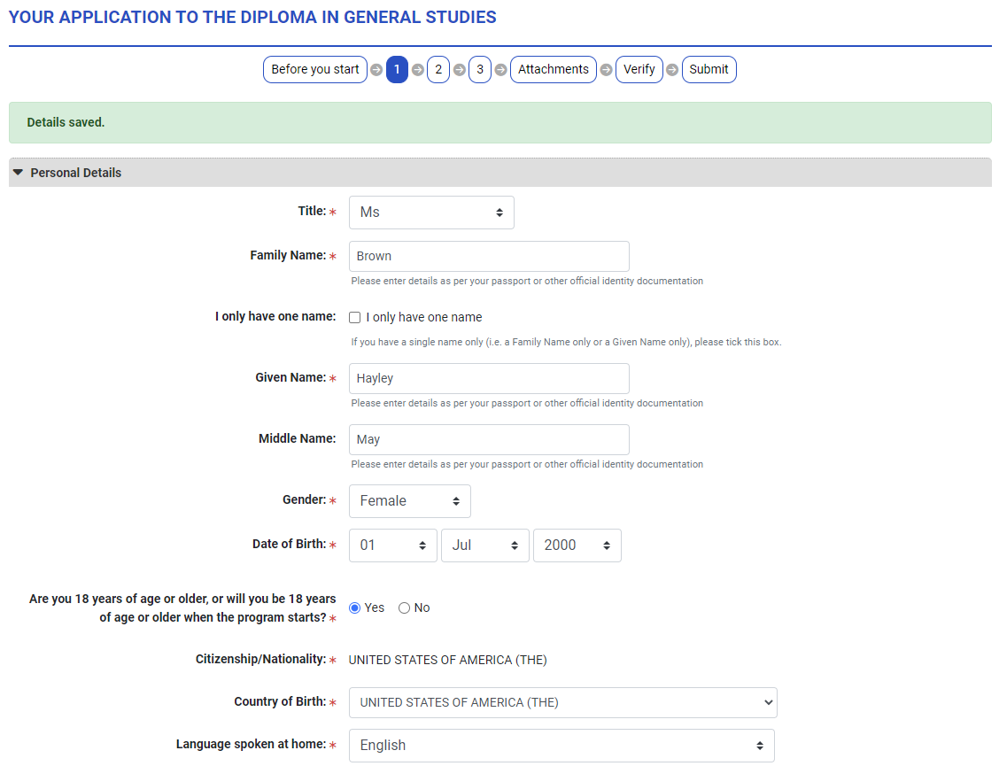 YOUR APPLICATION TO THE DIPLOMA IN GENERAL STUDIES
Before you start 1 2 3 Attachments Verify Submit
Details saved.
Personal Details
Title: * Ms
Family Name: * Brown
Please enter details as per your passport or other official identity documentation
I only have one name: I only have one name
If you have a single name only (i.e. a Family Name only or a Given Name only), please tick this box.
Given Name: * Hayley
Please enter details as per your passport or other official identity documentation
Middle Name: May
Please enter details as per your passport or other official identity documentation
Gender: * Female
Date of Birth: * 01 Jul 2000
Are you 18 years of age or older, or will you be 18 years
of age or older when the program starts? * Yes No
Citizenship/Nationality: * UNITED STATES OF AMERICA (THE)
Country of Birth: * UNITED STATES OF AMERICA (THE)
Language spoken at home: * English